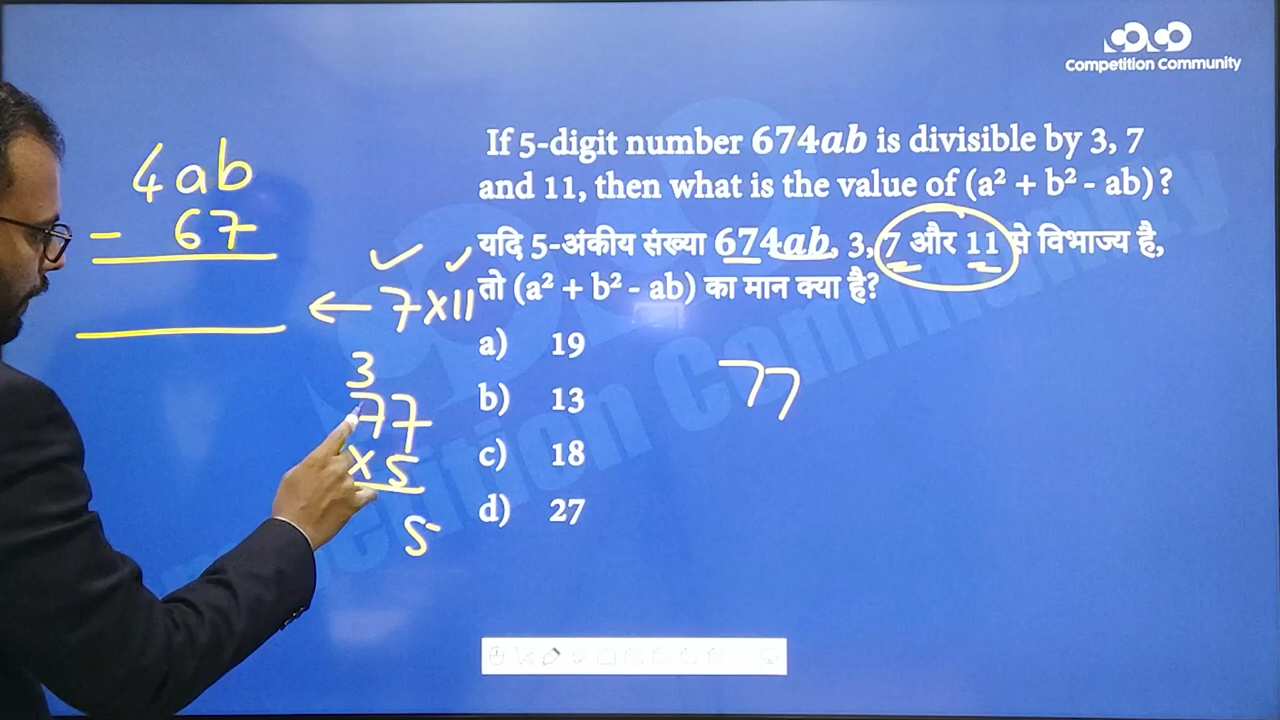 Competition Community
4ab
- 67
7 x 11
3
77
x 5
5
If 5-digit number 674ab is divisible by 3, 7
and 11, then what is the value of (a² + b² - ab)?
यदि 5-अंकीय संख्या 674ab, 3, 7 और 11 से विभाज्य है,
तो (a² + b² - ab) का मान क्या है?
a) 19
b) 13
c) 18
d) 27
77